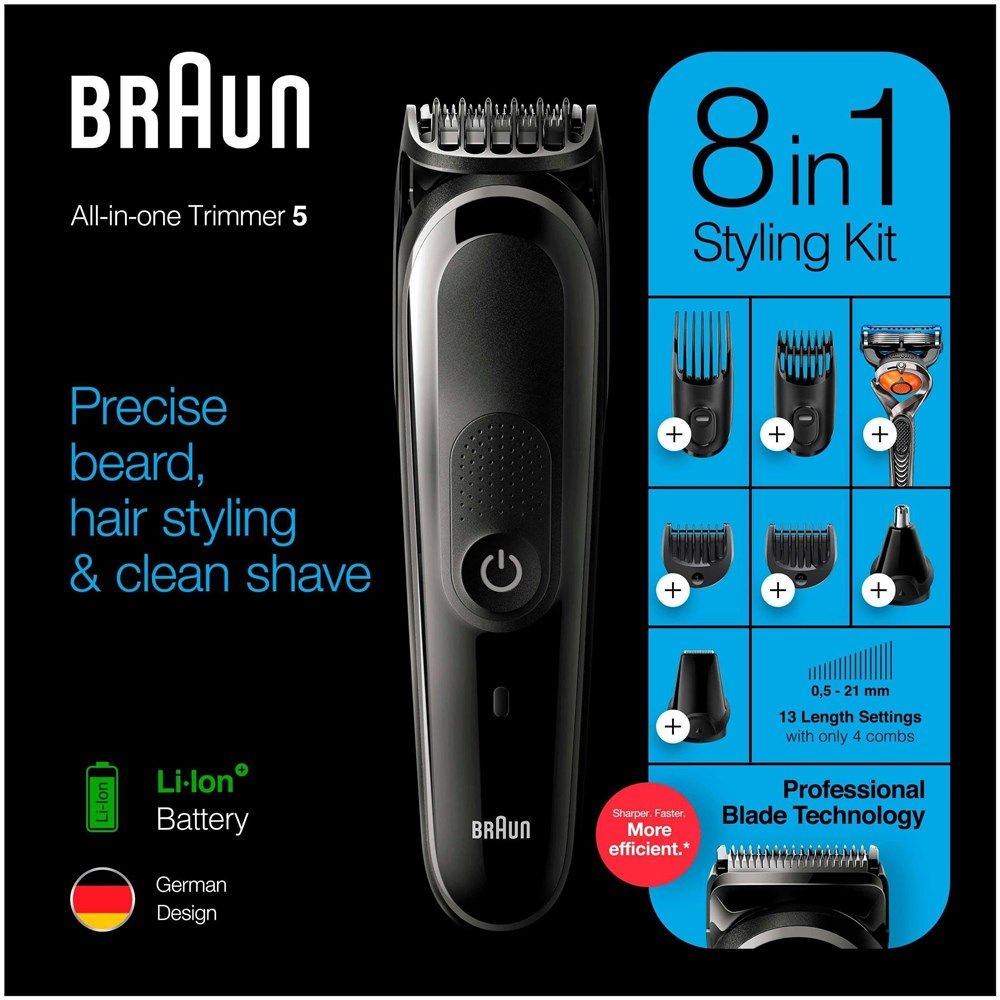 BRAUN
All-in-one Trimmer 5
Precise
beard,
hair styling
& clean shave
Li-Ion
Li·Ion+
Battery
German
Design
BRAUN
8 in 1
Styling Kit
+
+
+
+
+
+
+
0,5 - 21 mm
13 Length Settings
with only 4 combs
Professional
Blade Technology
Sharper. Faster.
More
efficient.*